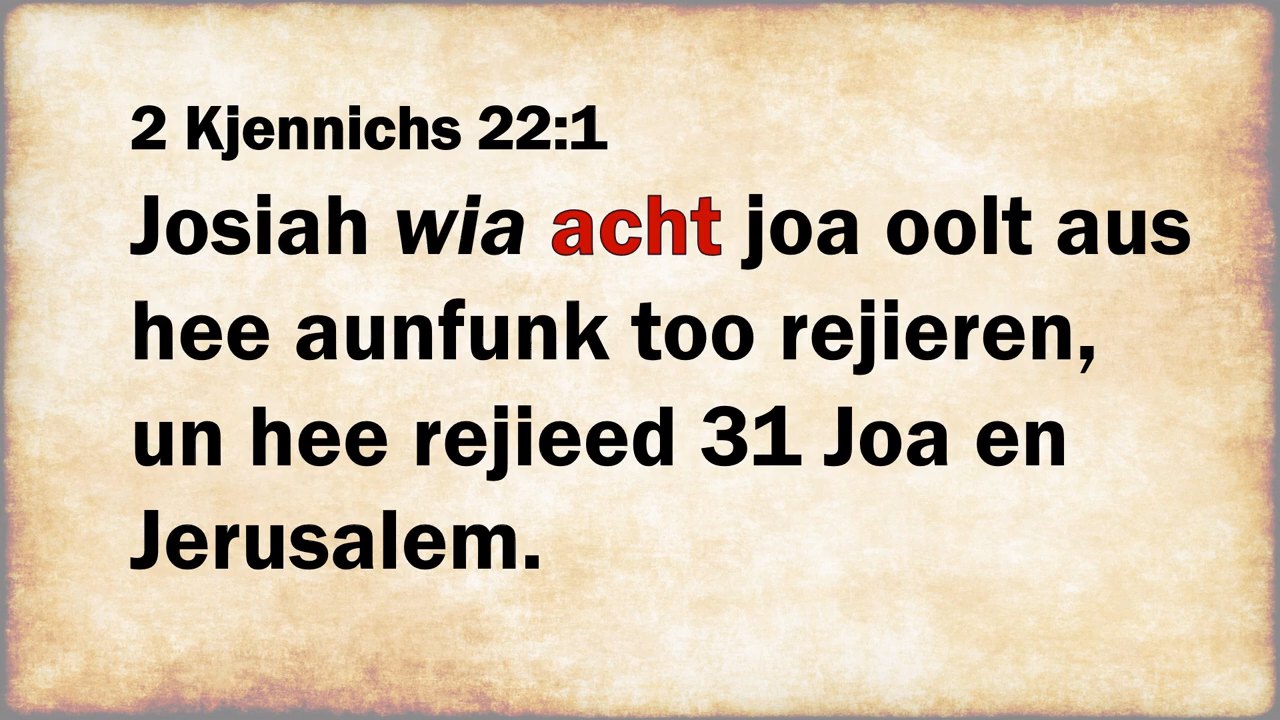 2 Kjennichs 22:1
Josiah wia acht joa oolt aus
hee aunfunk too rejieren,
un hee rejieed 31 Joa en
Jerusalem.